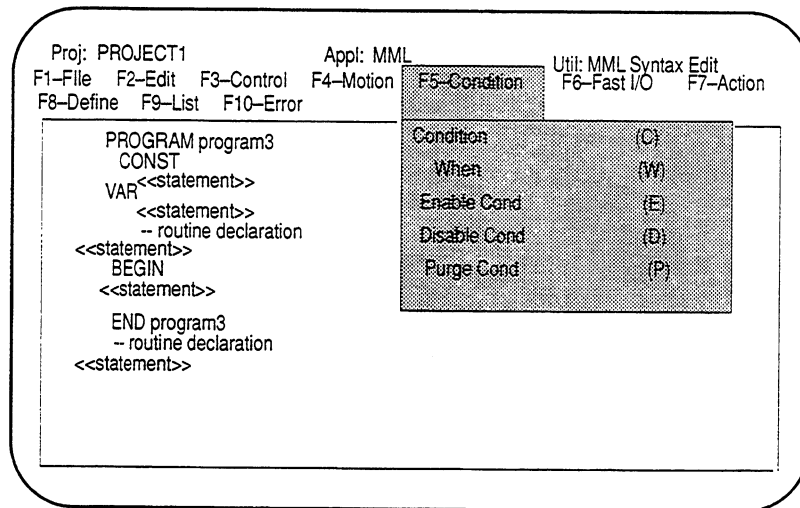 Proj: PROJECT1 Appl: MML Util: MML Syntax Edit
F1–File F2–Edit F3–Control F4–Motion F5–Condition F6–Fast I/O F7–Action
F8–Define F9–List F10–Error
PROGRAM program3
CONST
<<statement>>
VAR
<<statement>>
-- routine declaration
<<statement>>
BEGIN
<<statement>>
END program3
-- routine declaration
<<statement>>
Condition (C)
When (W)
Enable Cond (E)
Disable Cond (D)
Purge Cond (P)